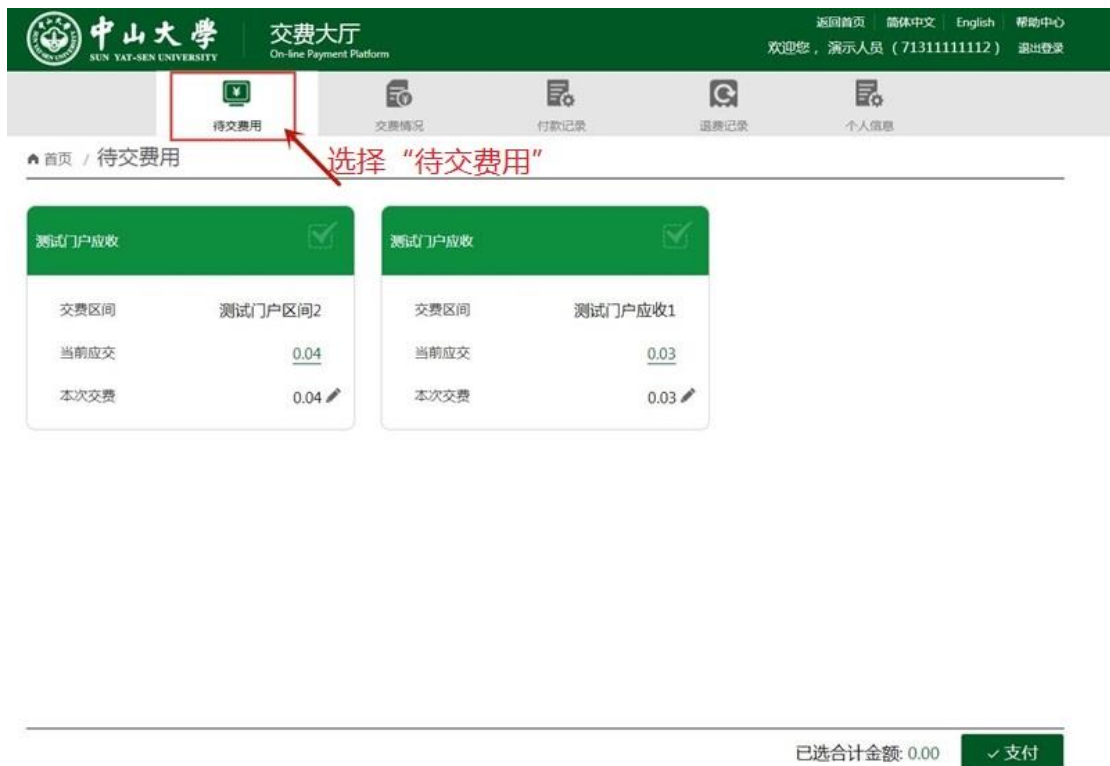 中山大學
SUN YAT-SEN UNIVERSITY
交费大厅
On-line Payment Platform
返回首页 简体中文 English 帮助中心
欢迎您，演示人员（71311111112） 退出登录
待交费用 交费情况 付款记录 退费记录 个人信息
首页 / 待交费用
选择“待交费用”
测试门户应收
交费区间 测试门户区间2
当前应交 0.04
本次交费 0.04
测试门户应收
交费区间 测试门户应收1
当前应交 0.03
本次交费 0.03
已选合计金额: 0.00 支付